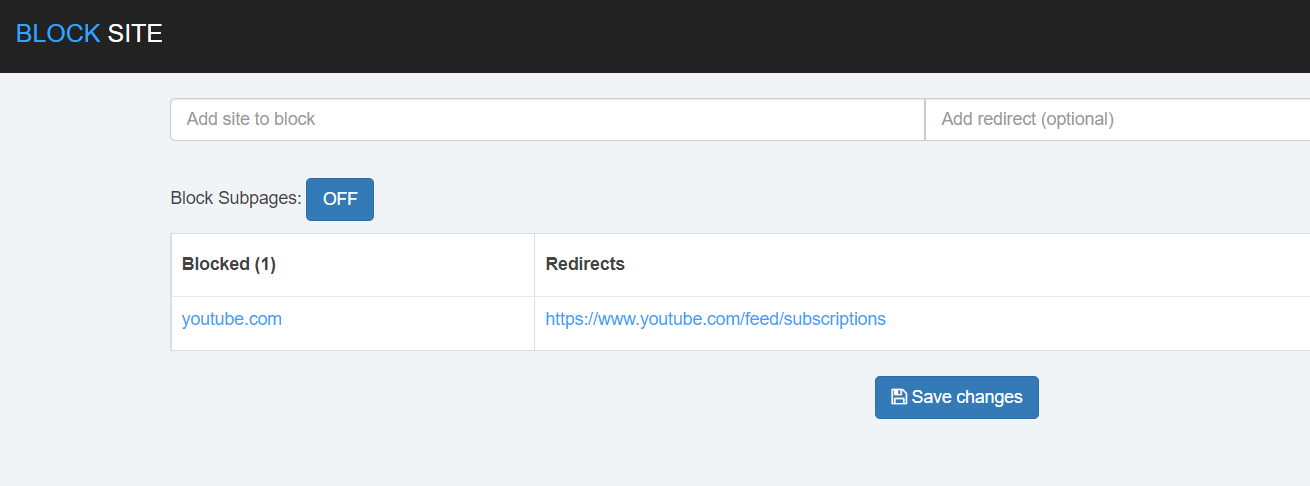 BLOCK SITE
Add site to block
Add redirect (optional)
Block Subpages: OFF
Blocked (1)
Redirects
youtube.com
https://www.youtube.com/feed/subscriptions
Save changes